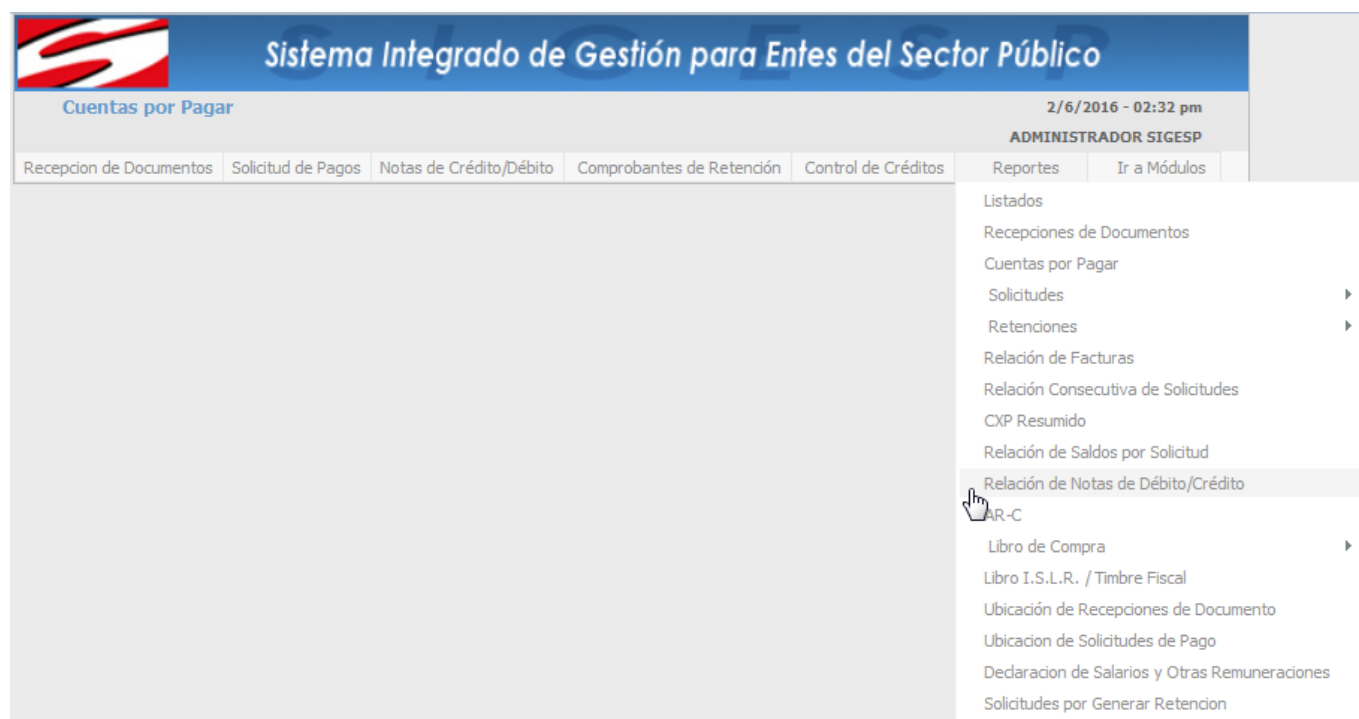 S I G E S P
Sistema Integrado de Gestión para Entes del Sector Público
Cuentas por Pagar
2/6/2016 - 02:32 pm
ADMINISTRADOR SIGESP
Recepcion de Documentos Solicitud de Pagos Notas de Crédito/Débito Comprobantes de Retención Control de Créditos Reportes Ir a Módulos
Listados
Recepciones de Documentos
Cuentas por Pagar
Solicitudes
Retenciones
Relación de Facturas
Relación Consecutiva de Solicitudes
CXP Resumido
Relación de Saldos por Solicitud
Relación de Notas de Débito/Crédito
AR-C
Libro de Compra
Libro I.S.L.R. / Timbre Fiscal
Ubicación de Recepciones de Documento
Ubicacion de Solicitudes de Pago
Declaracion de Salarios y Otras Remuneraciones
Solicitudes por Generar Retencion